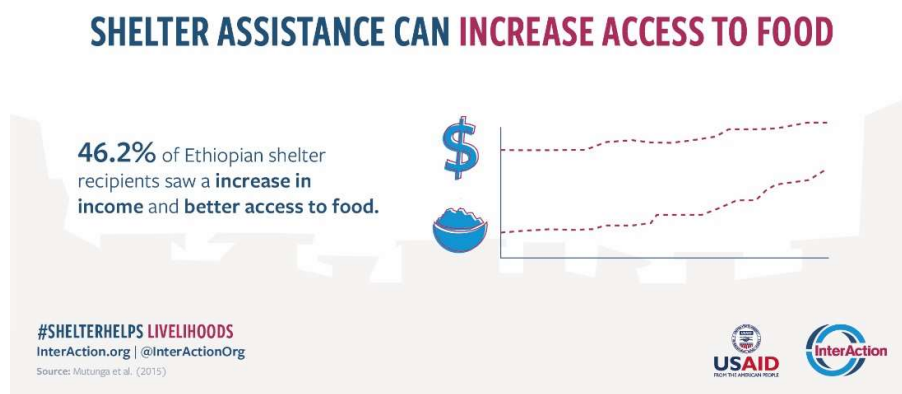 SHELTER ASSISTANCE CAN INCREASE ACCESS TO FOOD
46.2% of Ethiopian shelter
recipients saw a increase in
income and better access to food.
$
#SHELTERHELPS LIVELIHOODS
InterAction.org | @InterActionOrg
Source: Mutunga et al. (2015)
USAID
FROM THE AMERICAN PEOPLE
InterAction